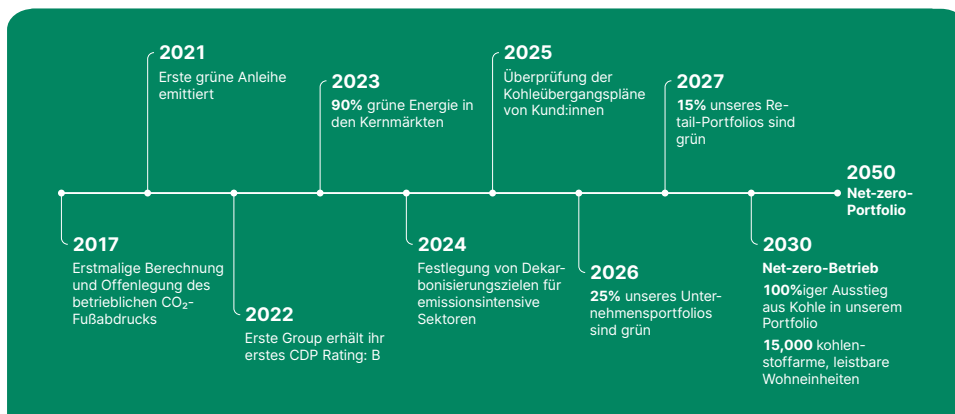 2021
Erste grüne Anleihe
emittiert
2023
90% grüne Energie in
den Kernmärkten
2025
Überprüfung der
Kohleübergangspläne
von Kund:innen
2027
15% unseres Re-
tail-Portfolios sind
grün
2050
Net-zero-
Portfolio
2017
Erstmalige Berechnung
und Offenlegung des
betrieblichen CO₂-
Fußabdrucks
2022
Erste Group erhält ihr
erstes CDP Rating: B
2024
Festlegung von Dekar-
bonisierungszielen für
emissionsintensive
Sektoren
2026
25% unseres Unter-
nehmensportfolios
sind grün
2030
Net-zero-Betrieb
100%iger Ausstieg
aus Kohle in unserem
Portfolio
15,000 kohlen-
stoffarme, leistbare
Wohneinheiten